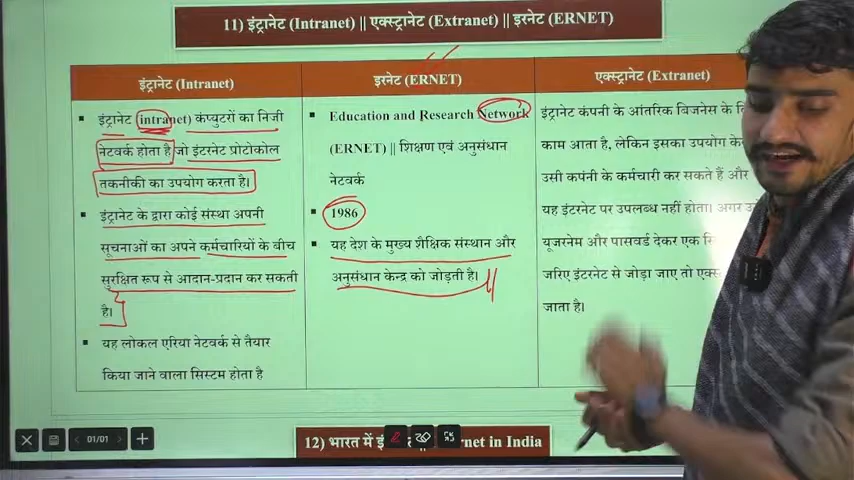 11) इंट्रानेट (Intranet) || एक्स्ट्रानेट (Extranet) || इरनेट (ERNET)
इंट्रानेट (Intranet)
इंट्रानेट (intranet) कंप्युटरों का निजी
नेटवर्क होता है जो इंटरनेट प्रोटोकोल
तकनीकी का उपयोग करता है।
इंट्रानेट के द्वारा कोई संस्था अपनी
सूचनाओं का अपने कर्मचारियों के बीच
सुरक्षित रूप से आदान-प्रदान कर सकती
है।
यह लोकल एरिया नेटवर्क से तैयार
किया जाने वाला सिस्टम होता है
इरनेट (ERNET)
Education and Research Network
(ERNET) || शिक्षण एवं अनुसंधान
नेटवर्क
1986
यह देश के मुख्य शैक्षिक संस्थान और
अनुसंधान केन्द्र को जोड़ती है।
एक्स्ट्रानेट (Extranet)
इंट्रानेट कंपनी के आंतरिक बिजनेस के
काम आता है, लेकिन इसका उपयोग
उसी कपंनी के कर्मचारी कर सकते हैं और
यह इंटरनेट पर उपलब्ध नहीं होता। अगर
यूजरनेम और पासवर्ड देकर एक
जरिए इंटरनेट से जोड़ा जाए तो
जाता है।
01/01
12) भारत में in India